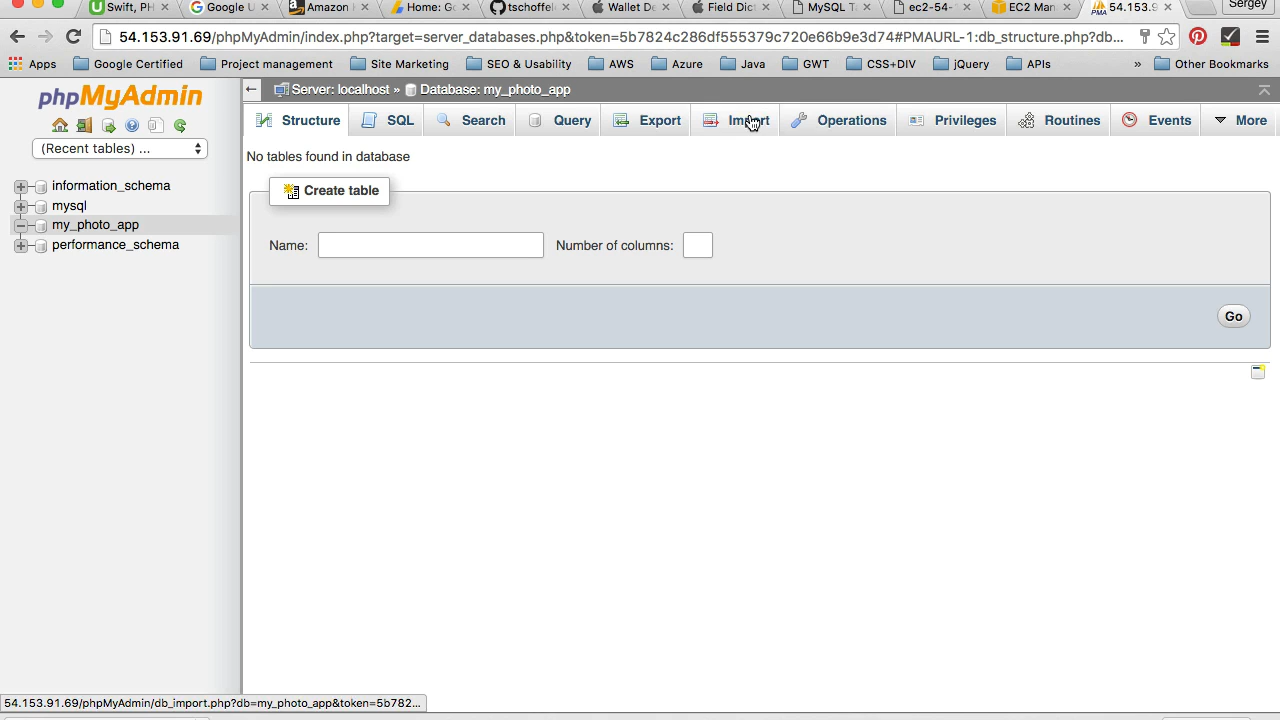 Swift, PH
Google U
Amazon
Home: Go
tschoffel
Wallet De
Field Dic
MySQL T
ec2-54-
EC2 Man
54.153.9
Sergey
54.153.91.69/phpMyAdmin/index.php?target=server_databases.php&token=5b7824c286df555379c720e66b9e3d74#PMAURL-1:db_structure.php?db...
Apps
Google Certified
Project management
Site Marketing
SEO & Usability
AWS
Azure
Java
GWT
CSS+DIV
jQuery
APIs
»
Other Bookmarks
phpMyAdmin
(Recent tables) ...
information_schema
mysql
my_photo_app
performance_schema
Server: localhost » Database: my_photo_app
Structure
SQL
Search
Query
Export
Import
Operations
Privileges
Routines
Events
More
No tables found in database
Create table
Name:
Number of columns:
Go
54.153.91.69/phpMyAdmin/db_import.php?db=my_photo_app&token=5b782...